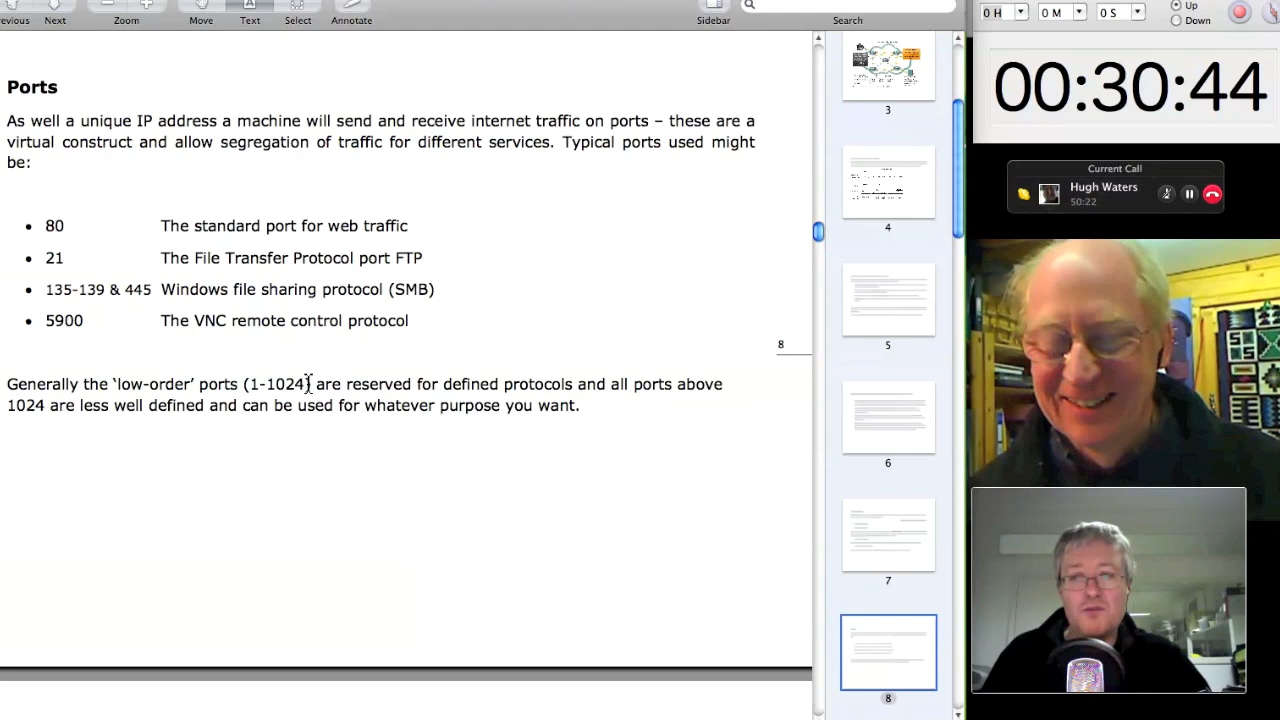 evious Next Zoom Move Text Select Annotate Sidebar Search
0 H 0 M 0 S Up
Down
00:30:44
Ports
As well a unique IP address a machine will send and receive internet traffic on ports – these are a
virtual construct and allow segregation of traffic for different services. Typical ports used might
be:
• 80 The standard port for web traffic
• 21 The File Transfer Protocol port FTP
• 135-139 & 445 Windows file sharing protocol (SMB)
• 5900 The VNC remote control protocol
8
Generally the ‘low-order’ ports (1-1024) are reserved for defined protocols and all ports above
1024 are less well defined and can be used for whatever purpose you want.
3
4
5
6
7
8
Current Call
Hugh Waters
50:22